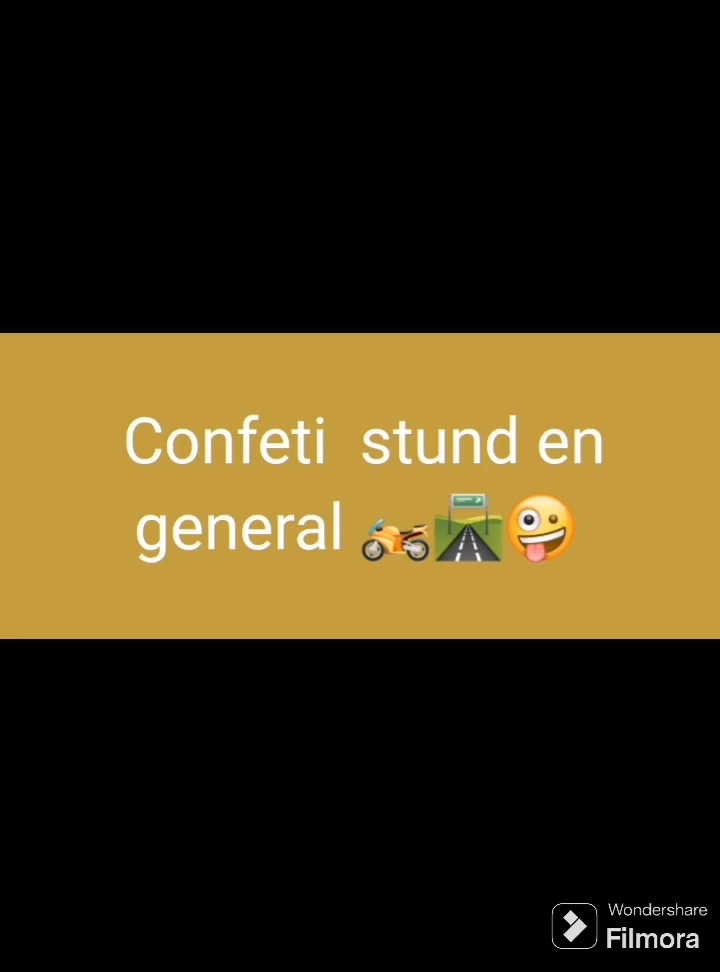 Confeti  stund en
general 🏍️🛣️🤪
Wondershare
Filmora